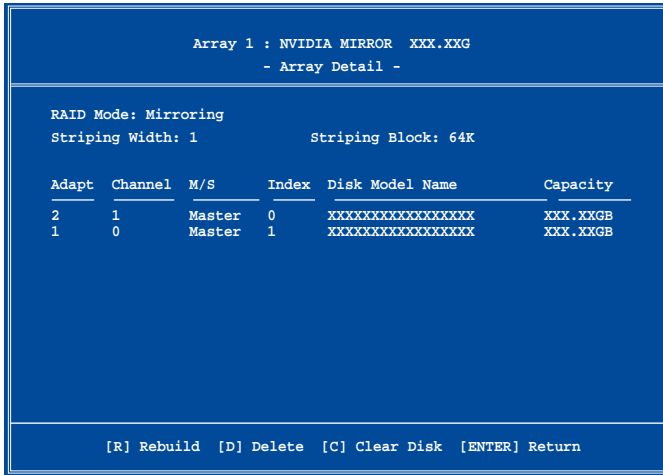 Array 1 : NVIDIA MIRROR XXX.XXG
- Array Detail -
RAID Mode: Mirroring
Striping Width: 1 Striping Block: 64K
Adapt Channel M/S Index Disk Model Name Capacity
2 1 Master 0 XXXXXXXXXXXXXXXXX XXX.XXGB
1 0 Master 1 XXXXXXXXXXXXXXXXX XXX.XXGB
[R] Rebuild [D] Delete [C] Clear Disk [ENTER] Return